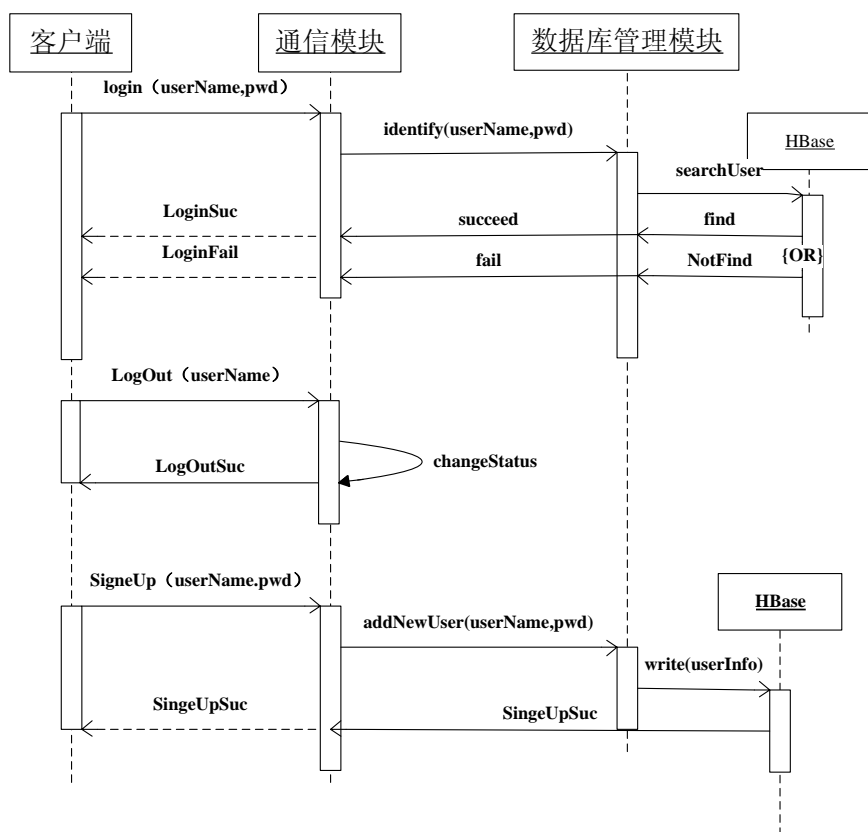 客户端
通信模块
数据库管理模块
login（userName,pwd）
identify(userName,pwd)
HBase
searchUser
LoginSuc
succeed
find
LoginFail
fail
NotFind
{OR}
LogOut（userName）
changeStatus
LogOutSuc
SigneUp（userName.pwd）
HBase
addNewUser(userName,pwd)
write(userInfo)
SingeUpSuc
SingeUpSuc